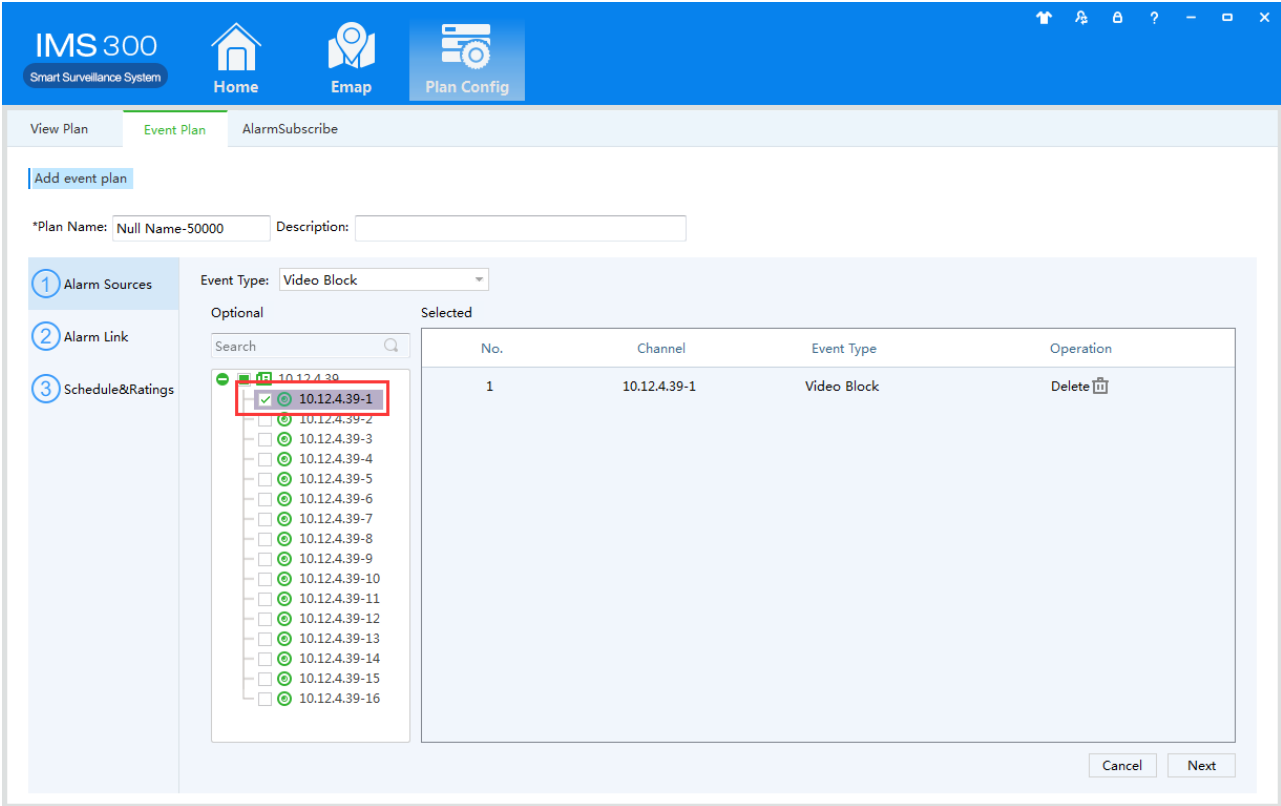 IMS 300
Smart Surveillance System
Home
Emap
Plan Config
?
View Plan
Event Plan
AlarmSubscribe
Add event plan
*Plan Name: Null Name-50000 Description:
1 Alarm Sources
2 Alarm Link
3 Schedule&Ratings
Event Type: Video Block
Optional
Search
10.12.4.39
10.12.4.39-1
10.12.4.39-2
10.12.4.39-3
10.12.4.39-4
10.12.4.39-5
10.12.4.39-6
10.12.4.39-7
10.12.4.39-8
10.12.4.39-9
10.12.4.39-10
10.12.4.39-11
10.12.4.39-12
10.12.4.39-13
10.12.4.39-14
10.12.4.39-15
10.12.4.39-16
Selected
No. Channel Event Type Operation
1 10.12.4.39-1 Video Block Delete
Cancel
Next